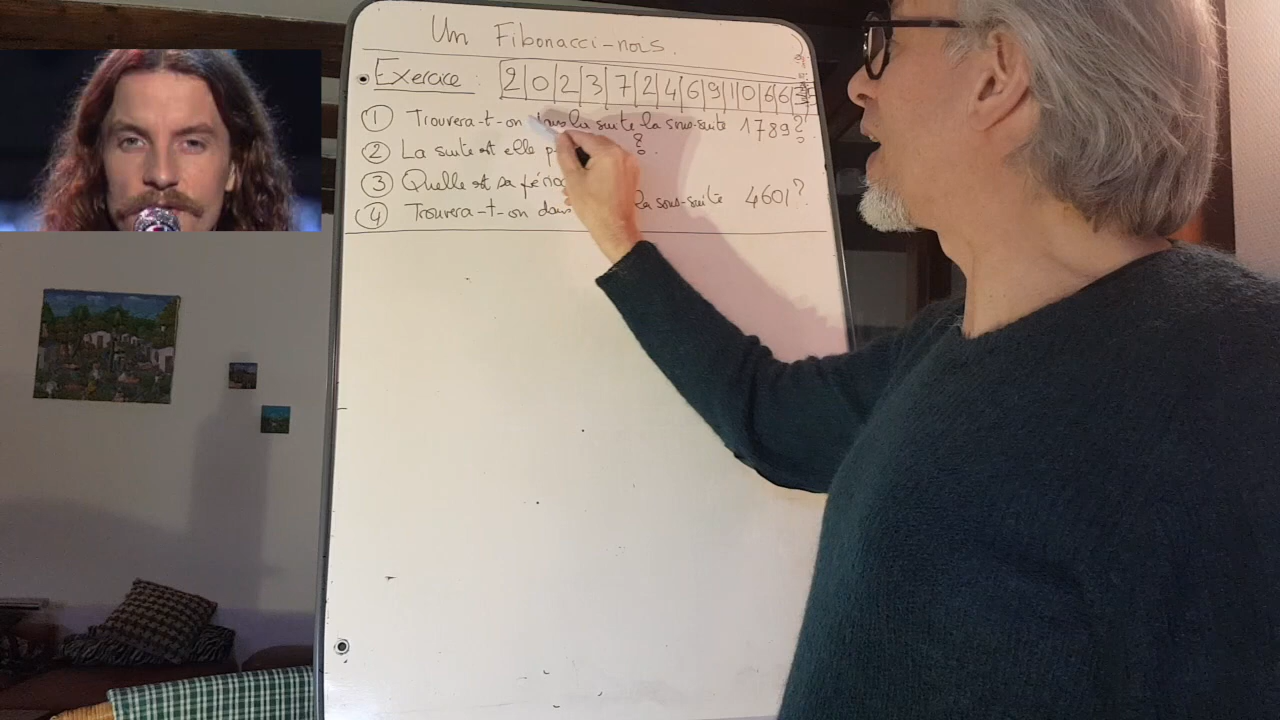 Un Fibonacci-nois.
Exercice : 2 0 2 3 7 2 4 6 9 1 0 6 6
① Trouvera-t-on dans la suite la sous-suite 1789?
② La suite est elle p ?
③ Quelle est sa pério
④ Trouvera-t-on dans la sous-suite 4601?